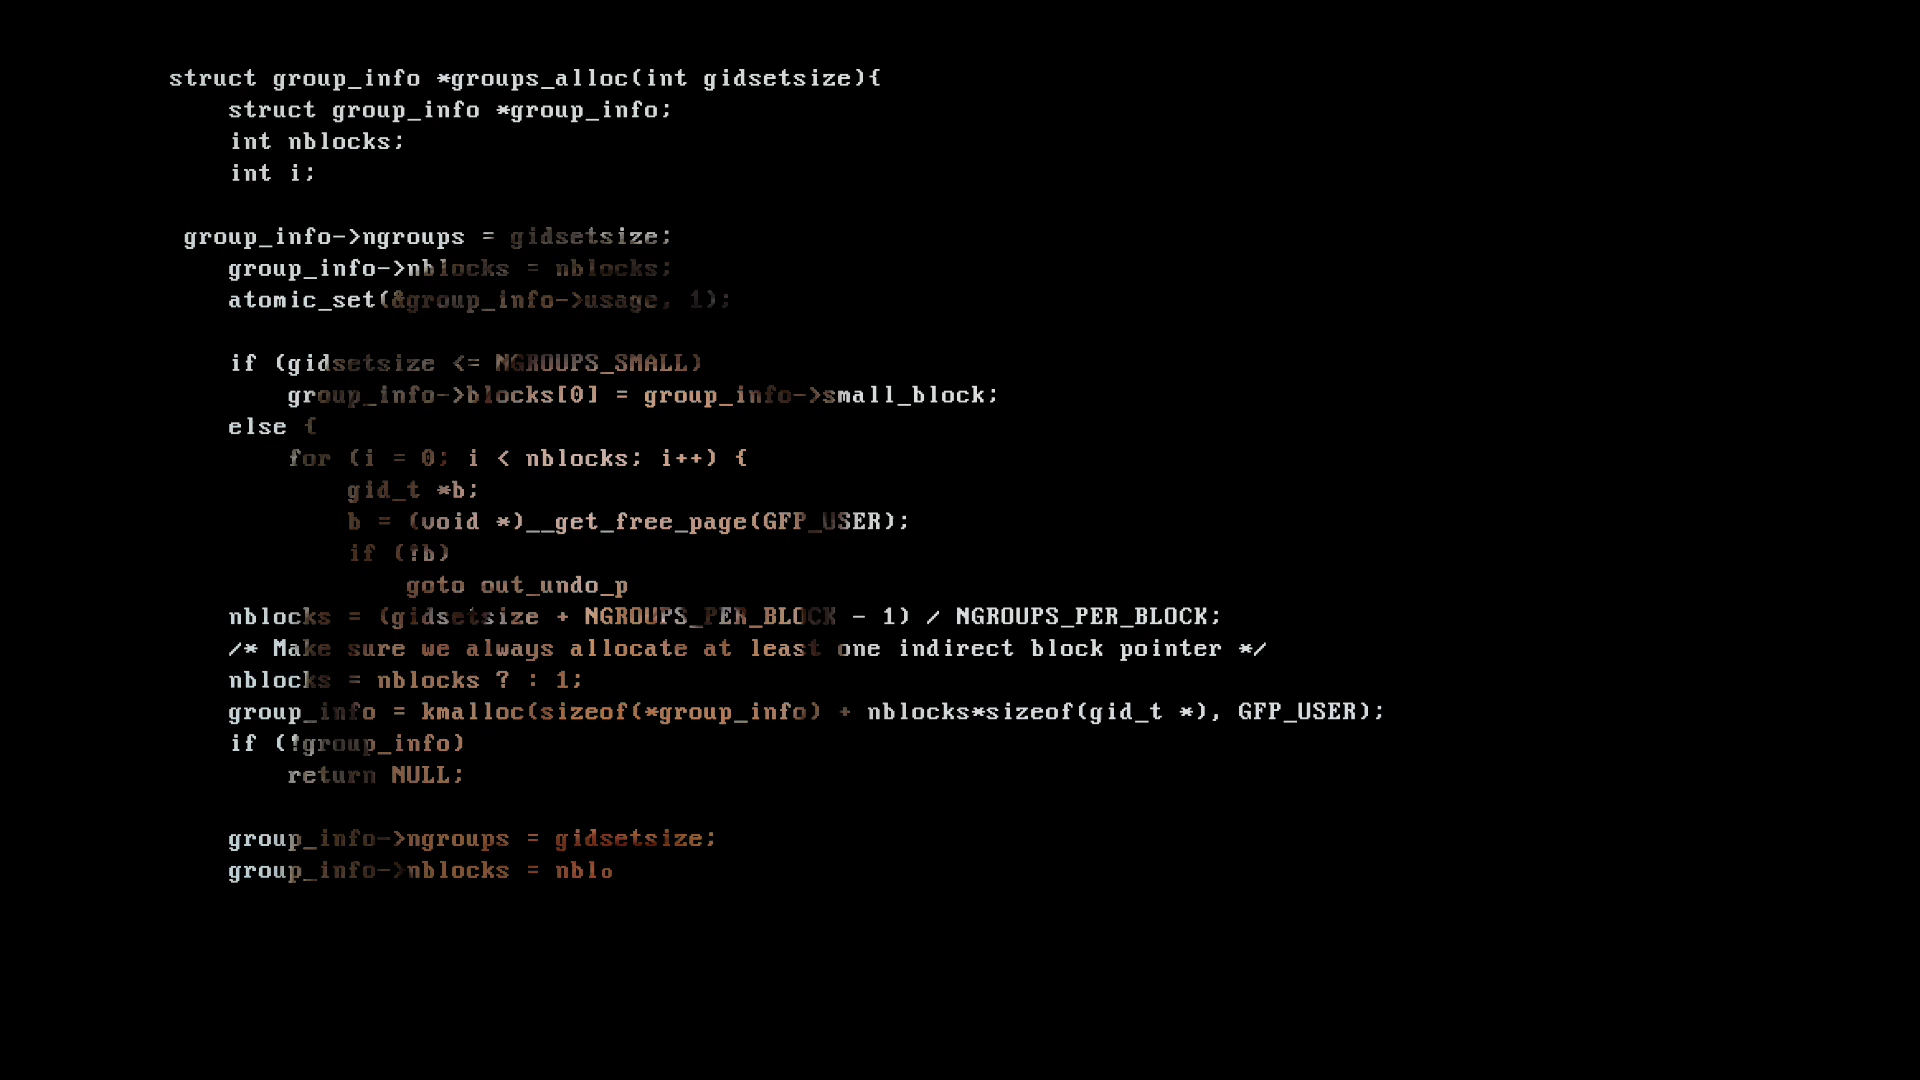 struct group_info *groups_alloc(int gidsetsize){
struct group_info *group_info;
int nblocks;
int i;
group_info->ngroups = gidsetsize;
group_info->nblocks = nblocks;
atomic_set(&group_info->usage, 1);
if (gidsetsize <= NGROUPS_SMALL)
group_info->blocks[0] = group_info->small_block;
else {
for (i = 0; i < nblocks; i++) {
gid_t *b;
b = (void *)__get_free_page(GFP_USER);
if (!b)
goto out_undo_p
nblocks = (gidsetsize + NGROUPS_PER_BLOCK - 1) / NGROUPS_PER_BLOCK;
/* Make sure we always allocate at least one indirect block pointer */
nblocks = nblocks ? : 1;
group_info = kmalloc(sizeof(*group_info) + nblocks*sizeof(gid_t *), GFP_USER);
if (!group_info)
return NULL;
group_info->ngroups = gidsetsize;
group_info->nblocks = nblo